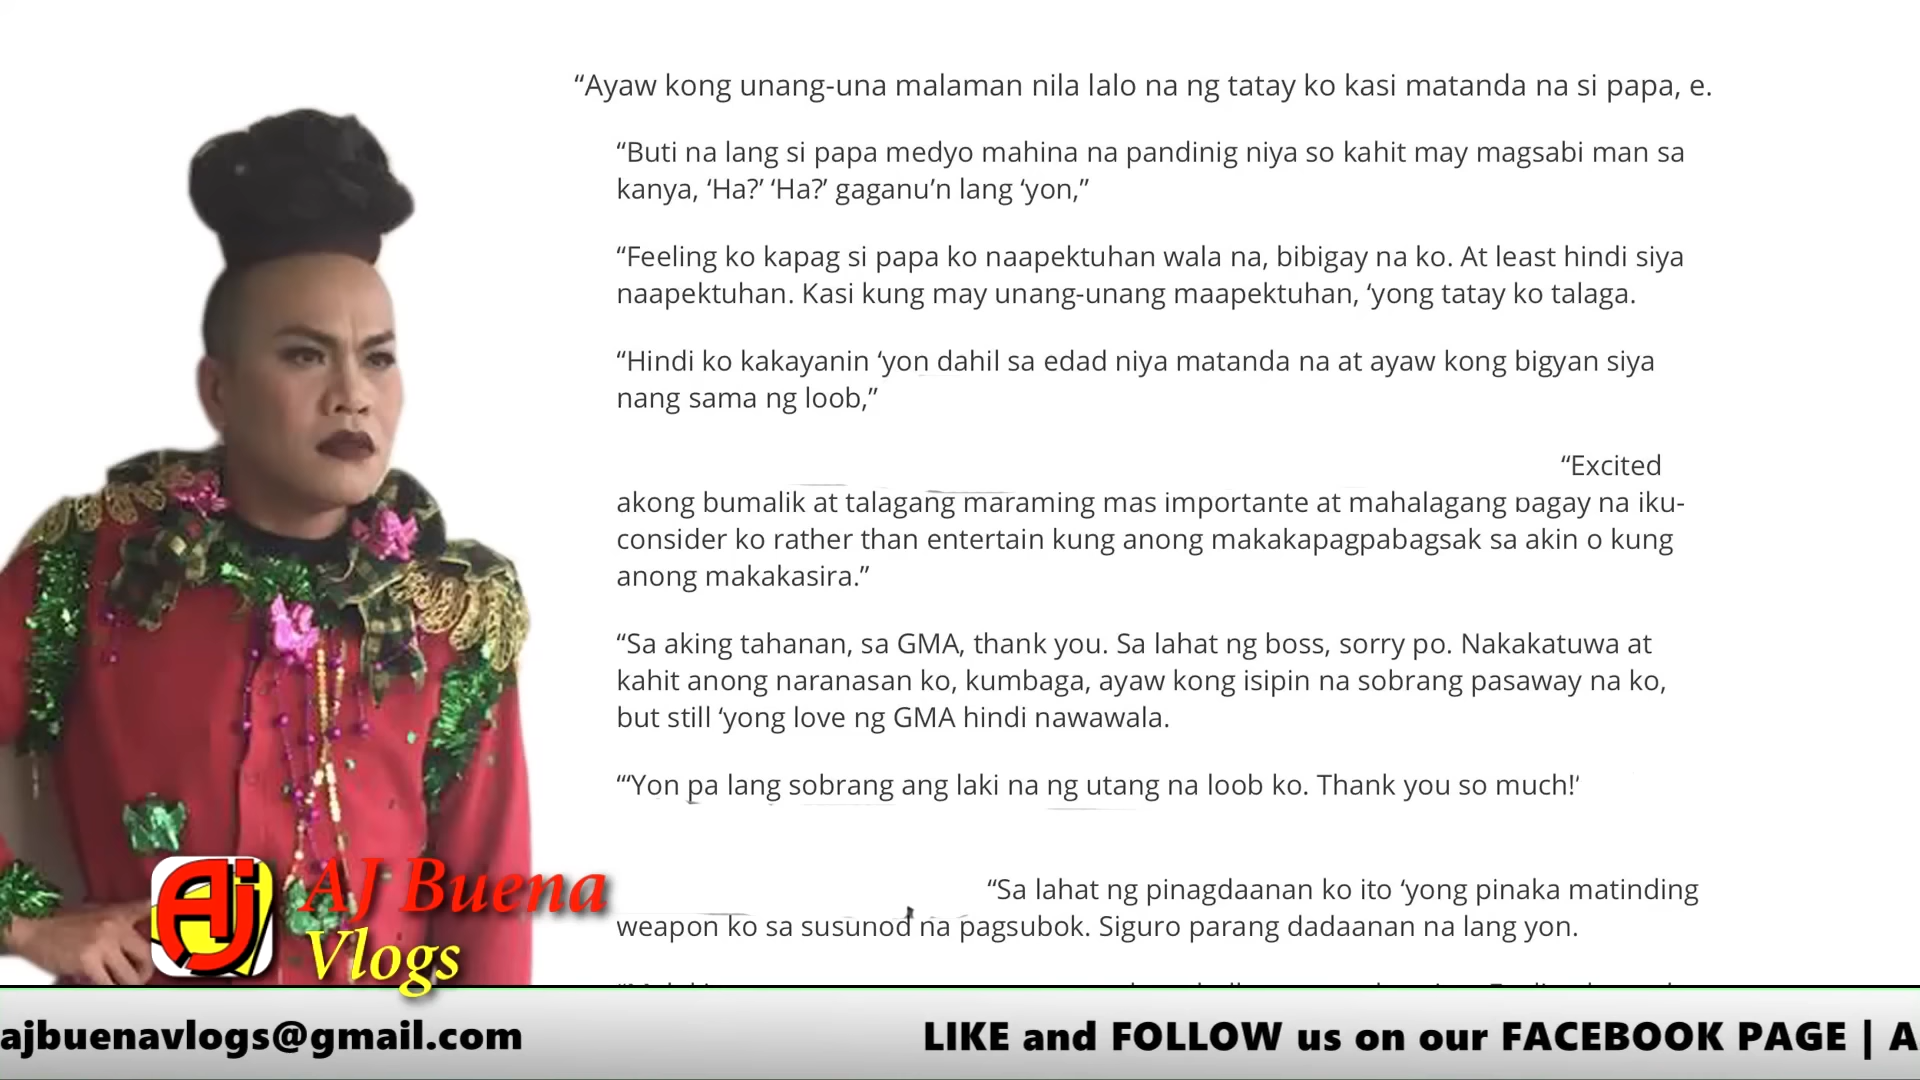 “Ayaw kong unang-una malaman nila lalo na ng tatay ko kasi matanda na si papa, e.
“Buti na lang si papa medyo mahina na pandinig niya so kahit may magsabi man sa
kanya, ‘Ha?’ ‘Ha?’ gaganu’n lang ‘yon,”
“Feeling ko kapag si papa ko naapektuhan wala na, bibigay na ko. At least hindi siya
naapektuhan. Kasi kung may unang-unang maapektuhan, ‘yong tatay ko talaga.
“Hindi ko kakayanin ‘yon dahil sa edad niya matanda na at ayaw kong bigyan siya
nang sama ng loob,”
“Excited
akong bumalik at talagang maraming mas importante at mahalagang bagay na iku-
consider ko rather than entertain kung anong makakapagpabagsak sa akin o kung
anong makakasira.”
“Sa aking tahanan, sa GMA, thank you. Sa lahat ng boss, sorry po. Nakakatuwa at
kahit anong naranasan ko, kumbaga, ayaw kong isipin na sobrang pasaway na ko,
but still ‘yong love ng GMA hindi nawawala.
“‘Yon pa lang sobrang ang laki na ng utang na loob ko. Thank you so much!’
“Sa lahat ng pinagdaanan ko ito ‘yong pinaka matinding
weapon ko sa susunod na pagsubok. Siguro parang dadaanan na lang yon.
Aj
AJ Buena
Vlogs
ajbuenavlogs@gmail.com
LIKE and FOLLOW us on our FACEBOOK PAGE | A